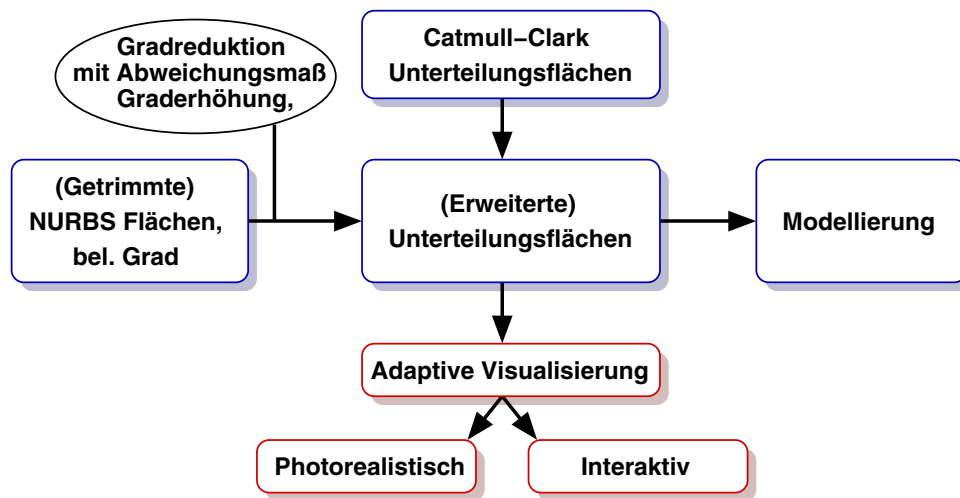 Gradreduktion
mit Abweichungsmaß
Graderhöhung,
Catmull–Clark
Unterteilungsflächen
(Getrimmte)
NURBS Flächen,
bel. Grad
(Erweiterte)
Unterteilungsflächen
Modellierung
Adaptive Visualisierung
Photorealistisch
Interaktiv